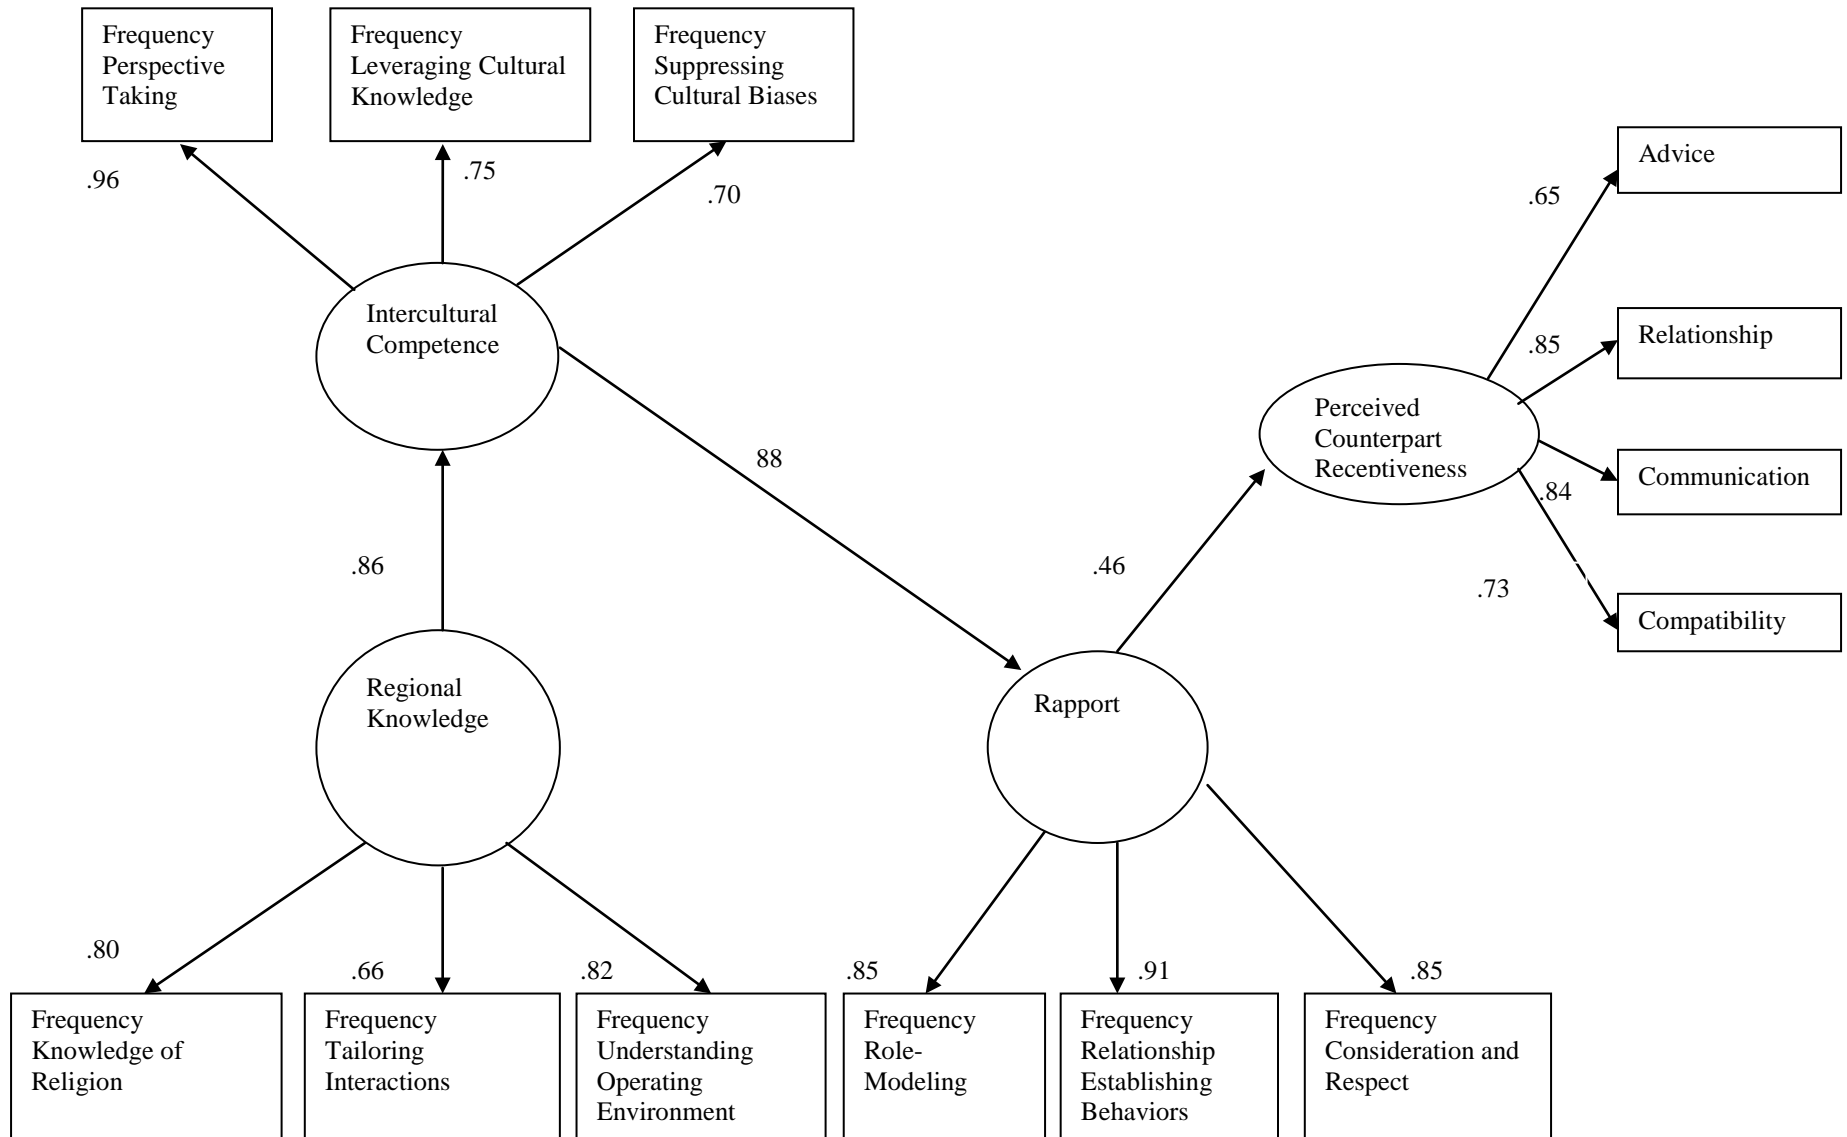 Frequency
Perspective
Taking
Frequency
Leveraging Cultural
Knowledge
Frequency
Suppressing
Cultural Biases
.96
.75
.70
Advice
.65
Relationship
.85
Intercultural
Competence
Perceived
Counterpart
Receptiveness
Communication
.84
88
.86
.46
.73
Compatibility
Regional
Knowledge
Rapport
.80
.66
.82
.85
.91
.85
Frequency
Knowledge of
Religion
Frequency
Tailoring
Interactions
Frequency
Understanding
Operating
Environment
Frequency
Role-
Modeling
Frequency
Relationship
Establishing
Behaviors
Frequency
Consideration and
Respect